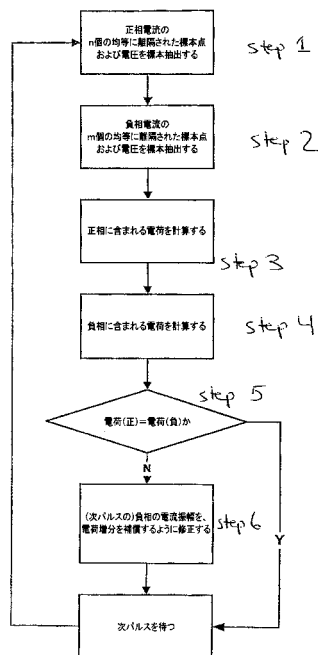 正相電流の
n個の均等に離隔された標本点
および電圧を標本抽出する
step 1
負相電流の
m個の均等に離隔された標本点
および電圧を標本抽出する
step 2
正相に含まれる電荷を計算する
step 3
負相に含まれる電荷を計算する
step 4
step 5
電荷(正)=電荷(負)か
N
Y
(次パルスの)負相の電流振幅を、
電荷増分を補償するように修正する
step 6
次パルスを待つ